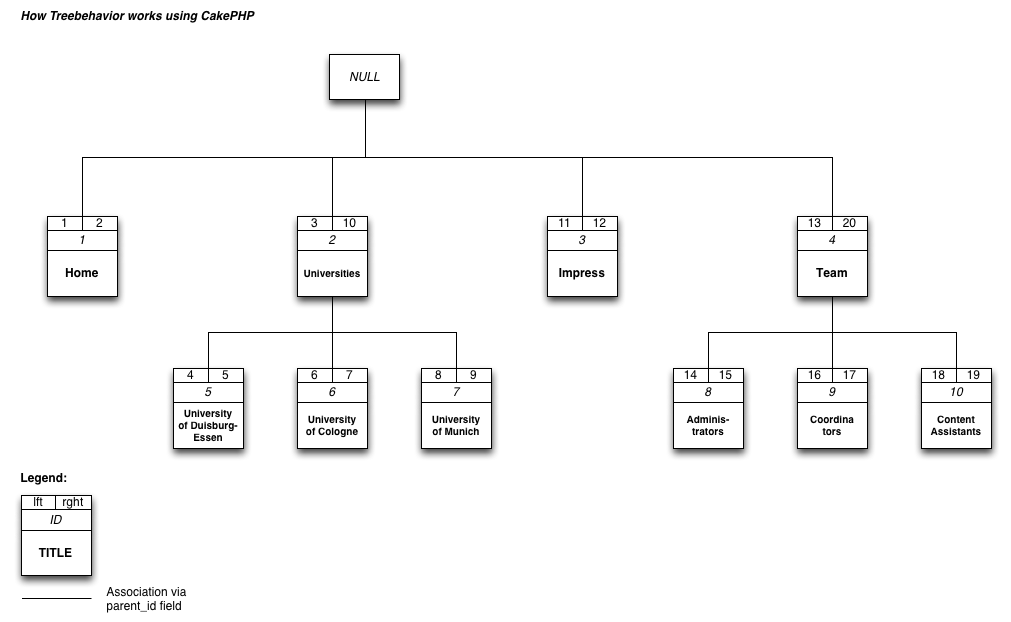 How Treebehavior works using CakePHP
NULL
1 2
3 10
11 12
13 20
1
2
3
4
Home
Universities
Impress
Team
4 5
6 7
8 9
14 15
16 17
18 19
5
6
7
8
9
10
University
of Duisburg-
Essen
University
of Cologne
University
of Munich
Adminis-
trators
Coordina
tors
Content
Assistants
Legend:
lft rght
ID
TITLE
Association via
parent_id field